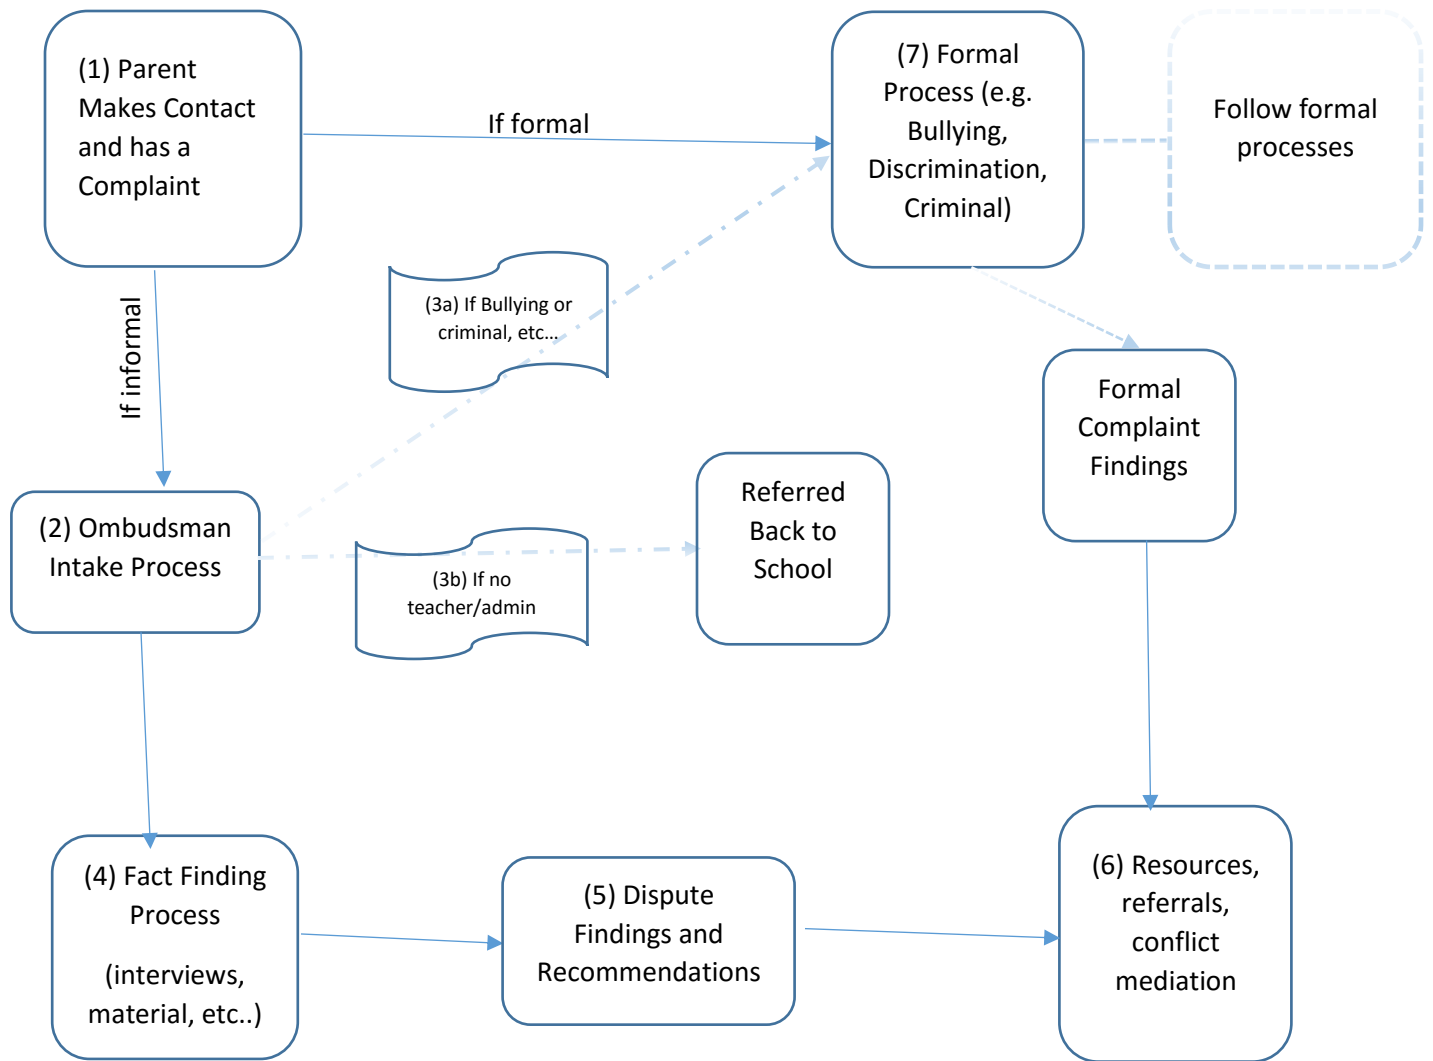 (1) Parent
Makes Contact
and has a
Complaint
If formal
(7) Formal
Process (e.g.
Bullying,
Discrimination,
Criminal)
Follow formal
processes
If informal
(3a) If Bullying or
criminal, etc…
Formal
Complaint
Findings
(2) Ombudsman
Intake Process
(3b) If no
teacher/admin
Referred
Back to
School
(4) Fact Finding
Process
(interviews,
material, etc..)
(5) Dispute
Findings and
Recommendations
(6) Resources,
referrals,
conflict
mediation